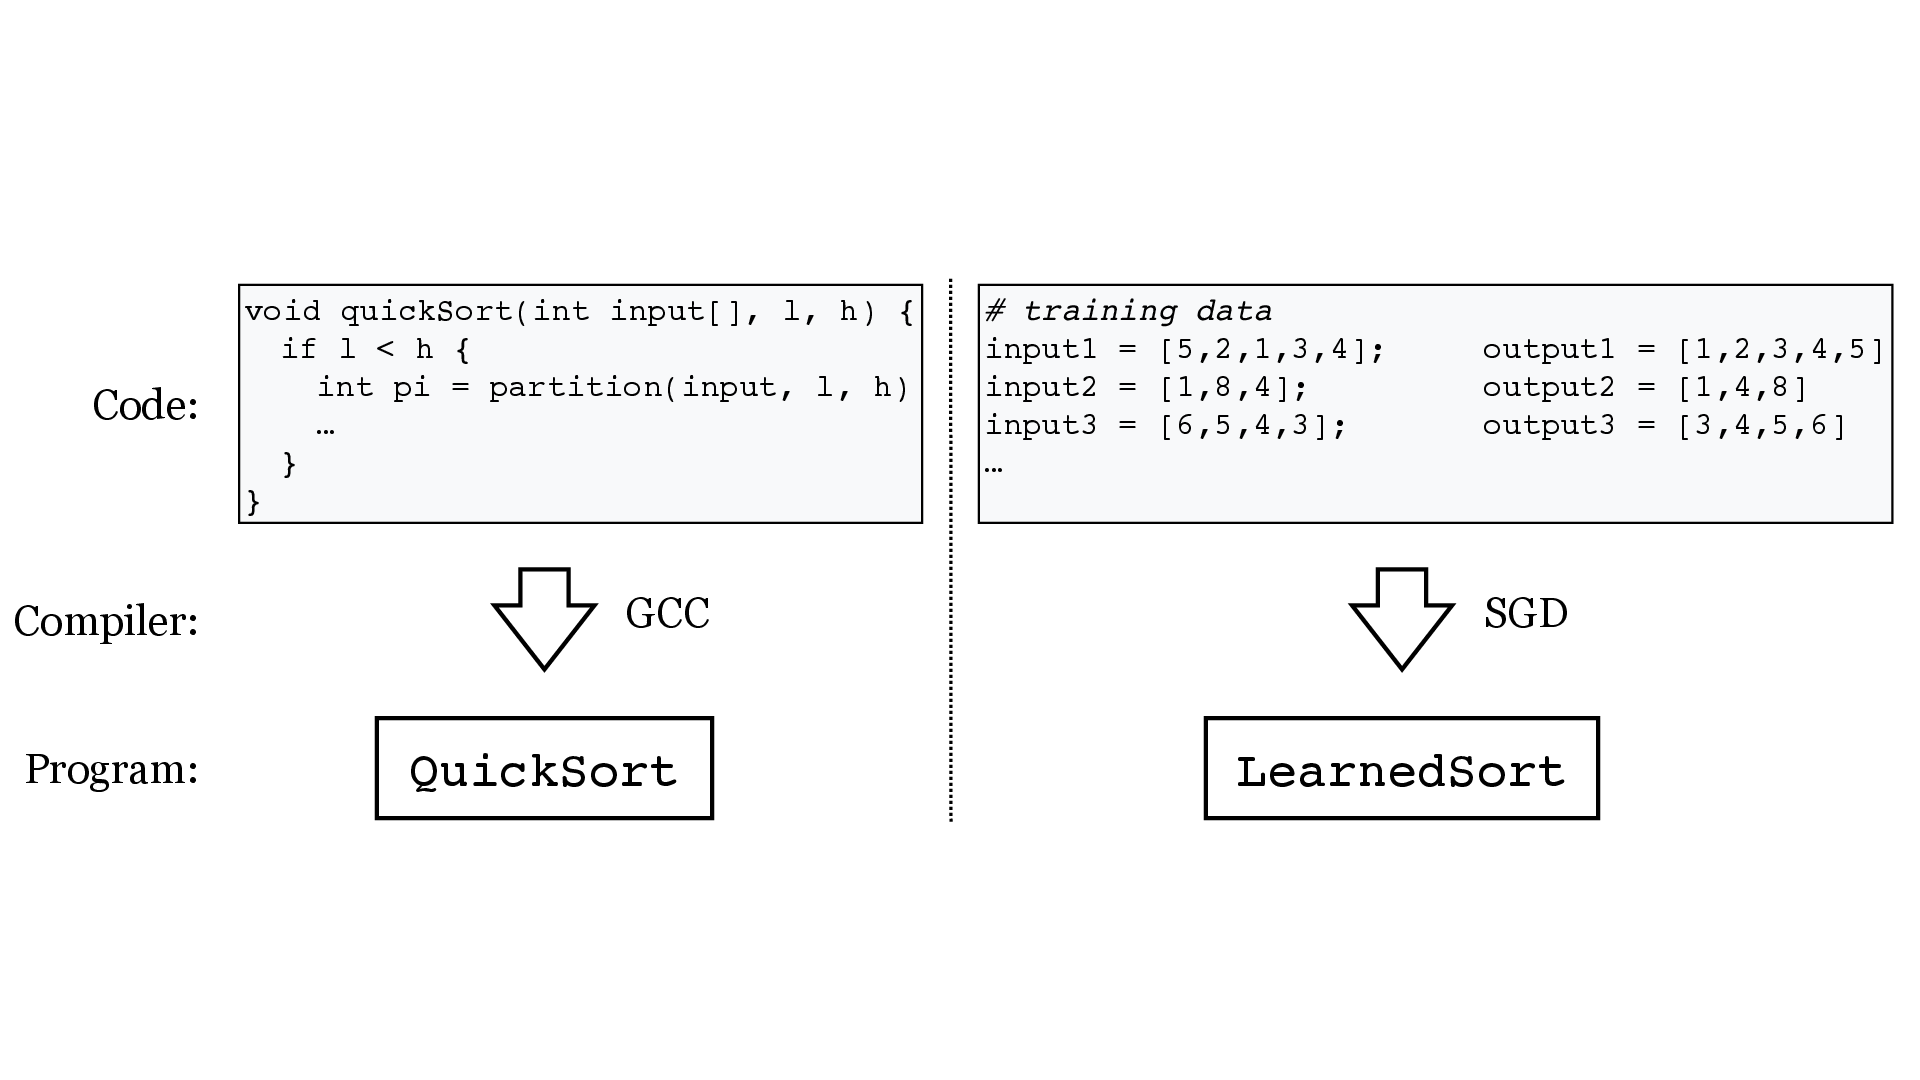 Code:
void quickSort(int input[], l, h) {
  if l < h {
    int pi = partition(input, l, h)
    …
  }
}
# training data
input1 = [5,2,1,3,4];     output1 = [1,2,3,4,5]
input2 = [1,8,4];         output2 = [1,4,8]
input3 = [6,5,4,3];       output3 = [3,4,5,6]
…
Compiler:
GCC
SGD
Program:
QuickSort
LearnedSort